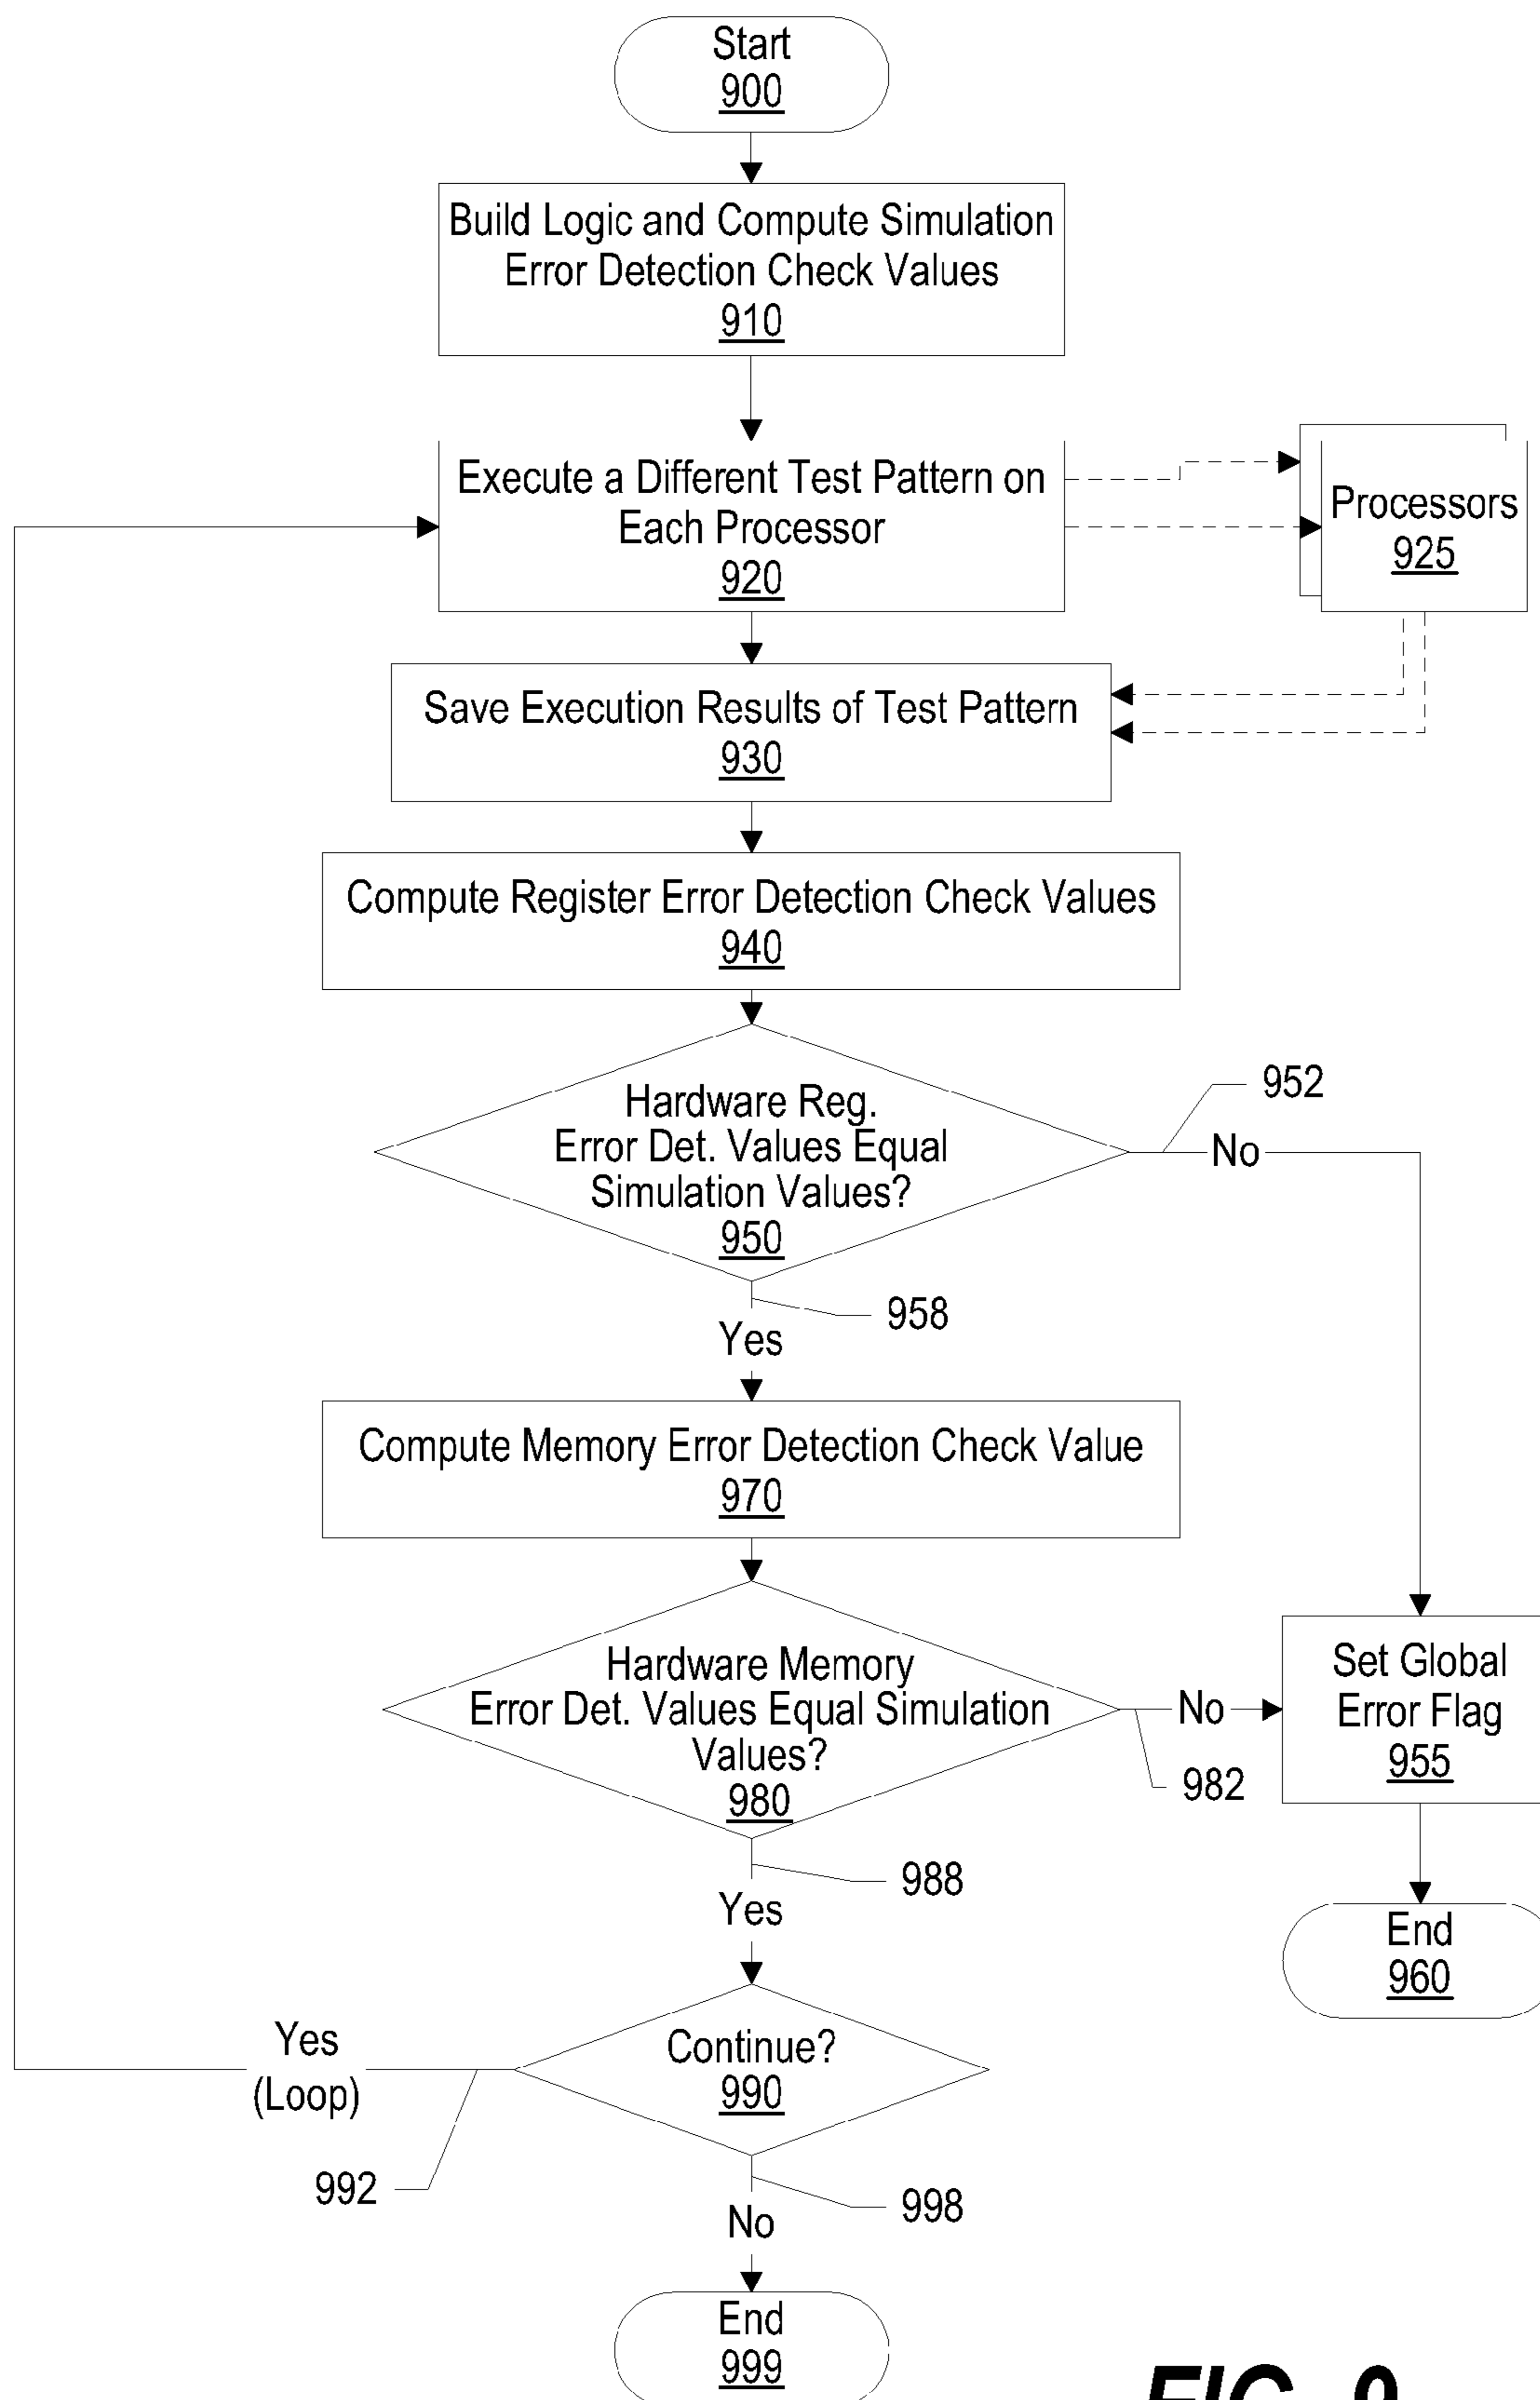 Start
900
Build Logic and Compute Simulation
Error Detection Check Values
910
Execute a Different Test Pattern on
Each Processor
920
Processors
925
Save Execution Results of Test Pattern
930
Compute Register Error Detection Check Values
940
Hardware Reg.
Error Det. Values Equal
Simulation Values?
950
952
No
958
Yes
Compute Memory Error Detection Check Value
970
Hardware Memory
Error Det. Values Equal Simulation
Values?
980
No
982
Set Global
Error Flag
955
988
Yes
End
960
Continue?
990
Yes
(Loop)
992
998
No
End
999
FIG. 9